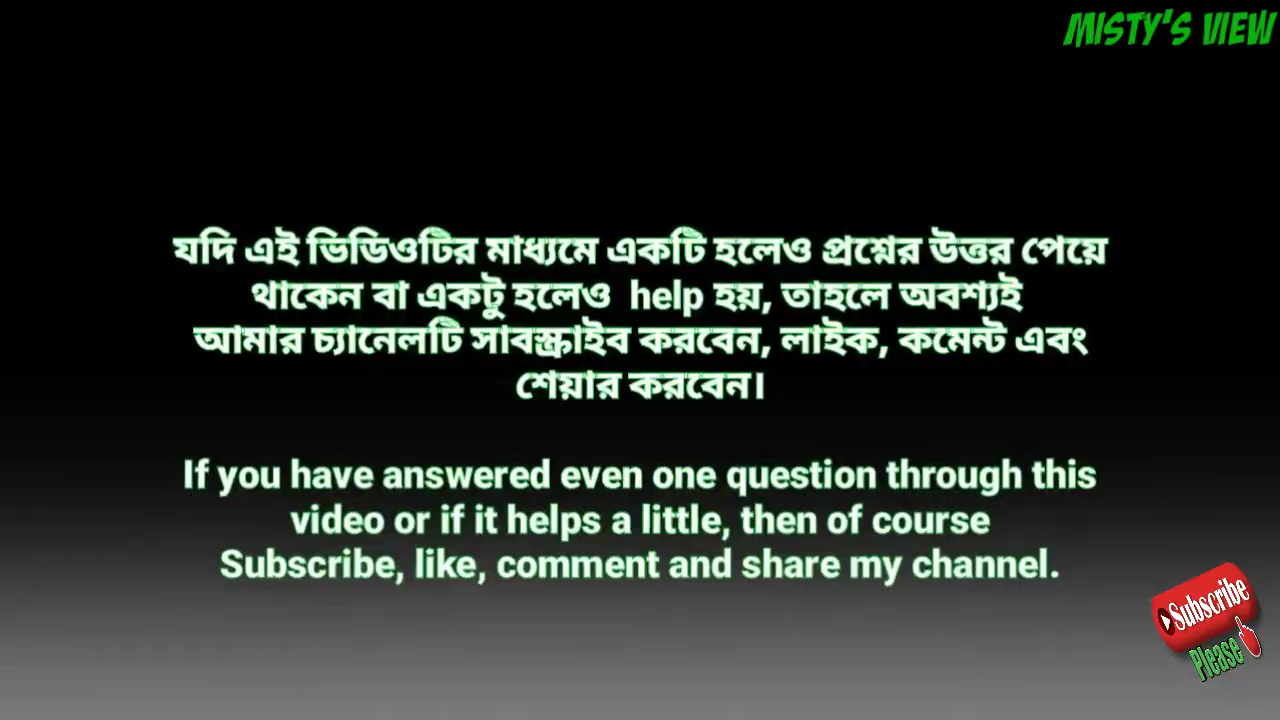 MISTY'S VIEW
যদি এই ভিডিওটির মাধ্যমে একটি হলেও প্রশ্নের উত্তর পেয়ে
থাকেন বা একটু হলেও help হয়, তাহলে অবশ্যই
আমার চ্যানেলটি সাবস্ক্রাইব করবেন, লাইক, কমেন্ট এবং
শেয়ার করবেন।
If you have answered even one question through this
video or if it helps a little, then of course
Subscribe, like, comment and share my channel.
Subscribe
Please